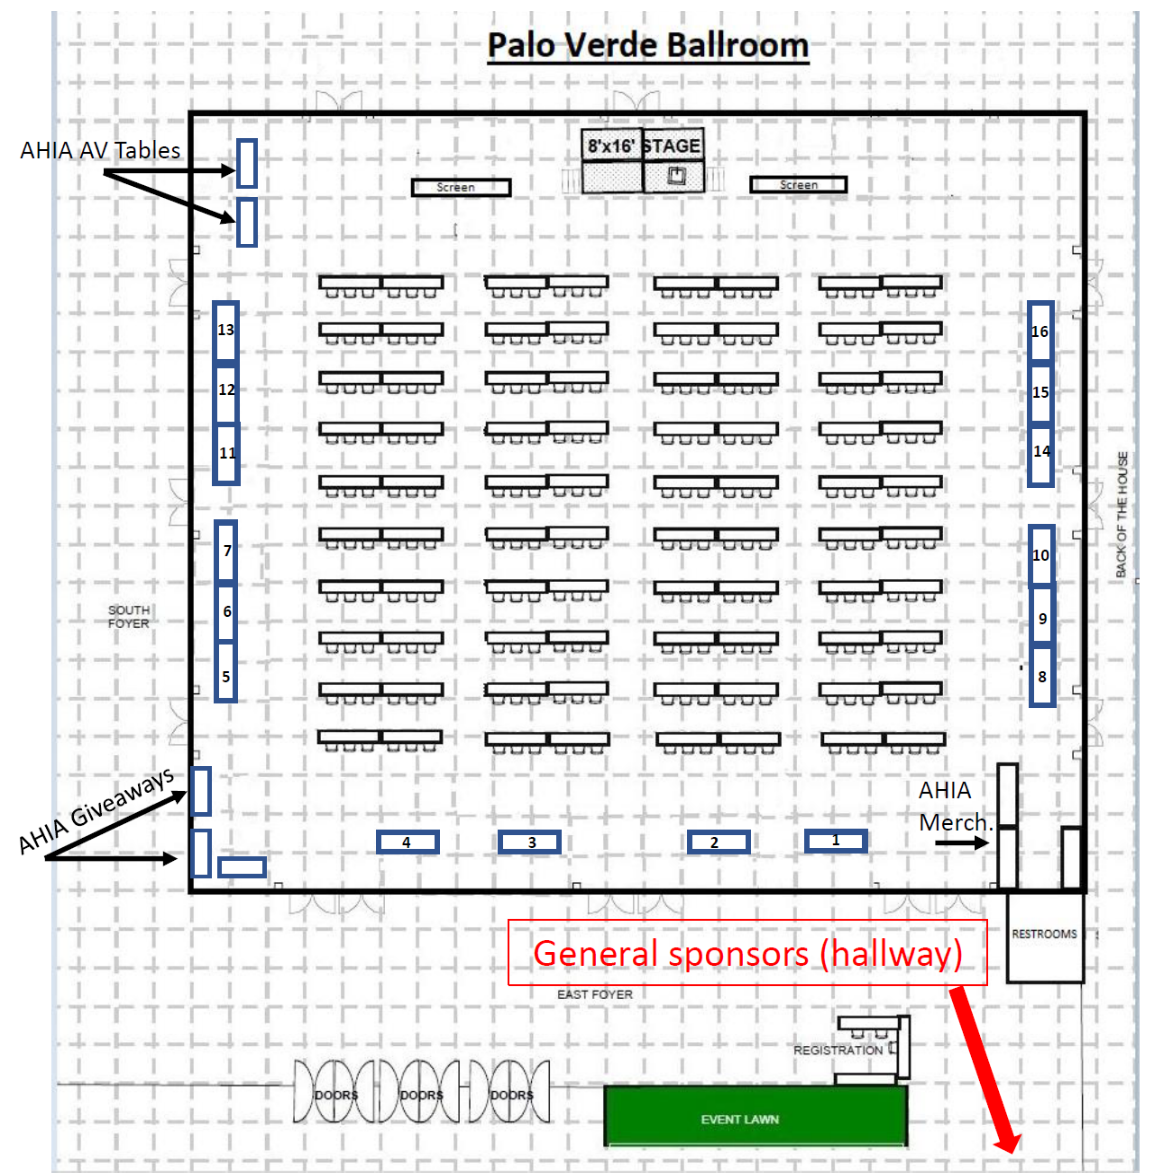 Palo Verde Ballroom
AHIA AV Tables
8'x16' STAGE
Screen
Screen
13
12
11
16
15
14
7
6
5
10
9
8
SOUTH
FOYER
BACK OF THE HOUSE
AHIA Giveaways
AHIA
Merch.
4
3
2
1
General sponsors (hallway)
RESTROOMS
EAST FOYER
REGISTRATION
DOORS
DOORS
DOORS
EVENT LAWN